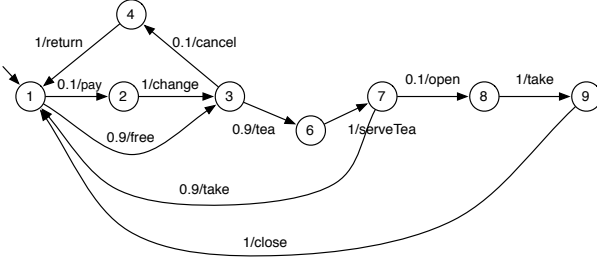 4
1/return
0.1/cancel
0.1/pay
1/change
0.1/open
1/take
1
2
3
7
8
9
0.9/free
0.9/tea
6
1/serveTea
0.9/take
1/close